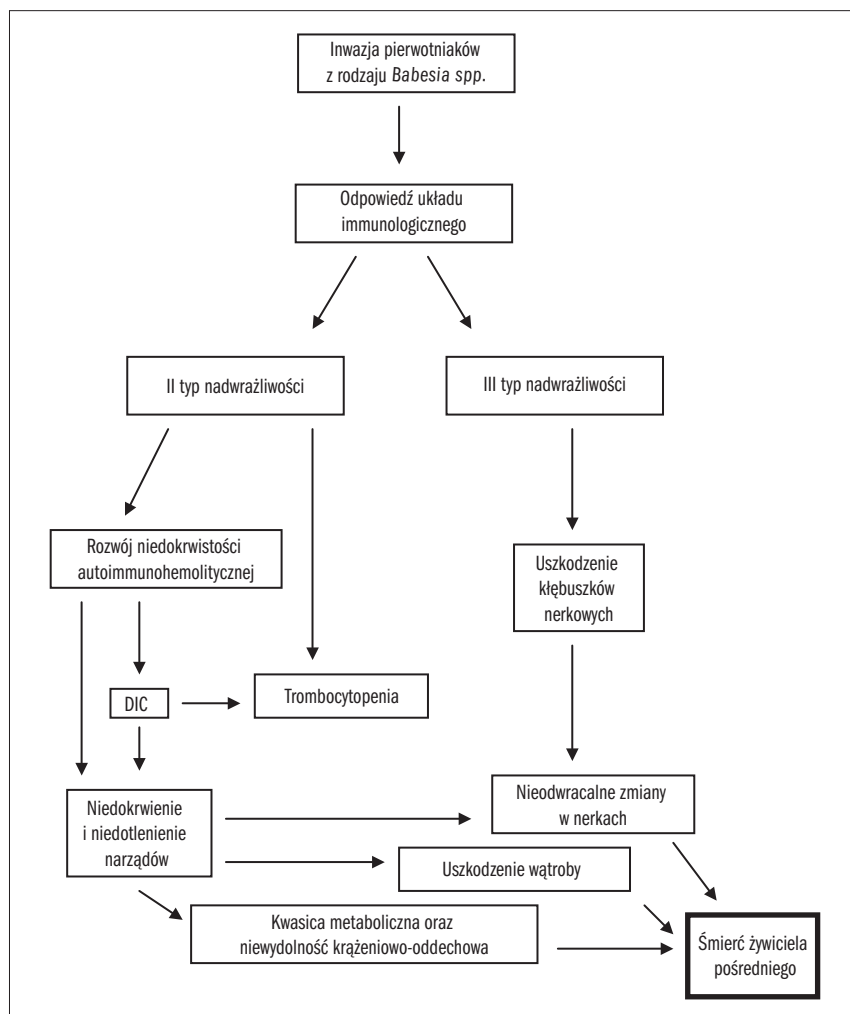 Inwazja pierwotniaków
z rodzaju Babesia spp.
Odpowiedź układu
immunologicznego
II typ nadwrażliwości
III typ nadwrażliwości
Rozwój niedokrwistości
autoimmunohemolitycznej
Uszkodzenie
kłębuszków
nerkowych
DIC
Trombocytopenia
Niedokrwienie
i niedotlenienie
narządów
Nieodwracalne zmiany
w nerkach
Uszkodzenie wątroby
Kwasica metaboliczna oraz
niewydolność krążeniowo-oddechowa
Śmierć żywiciela
pośredniego